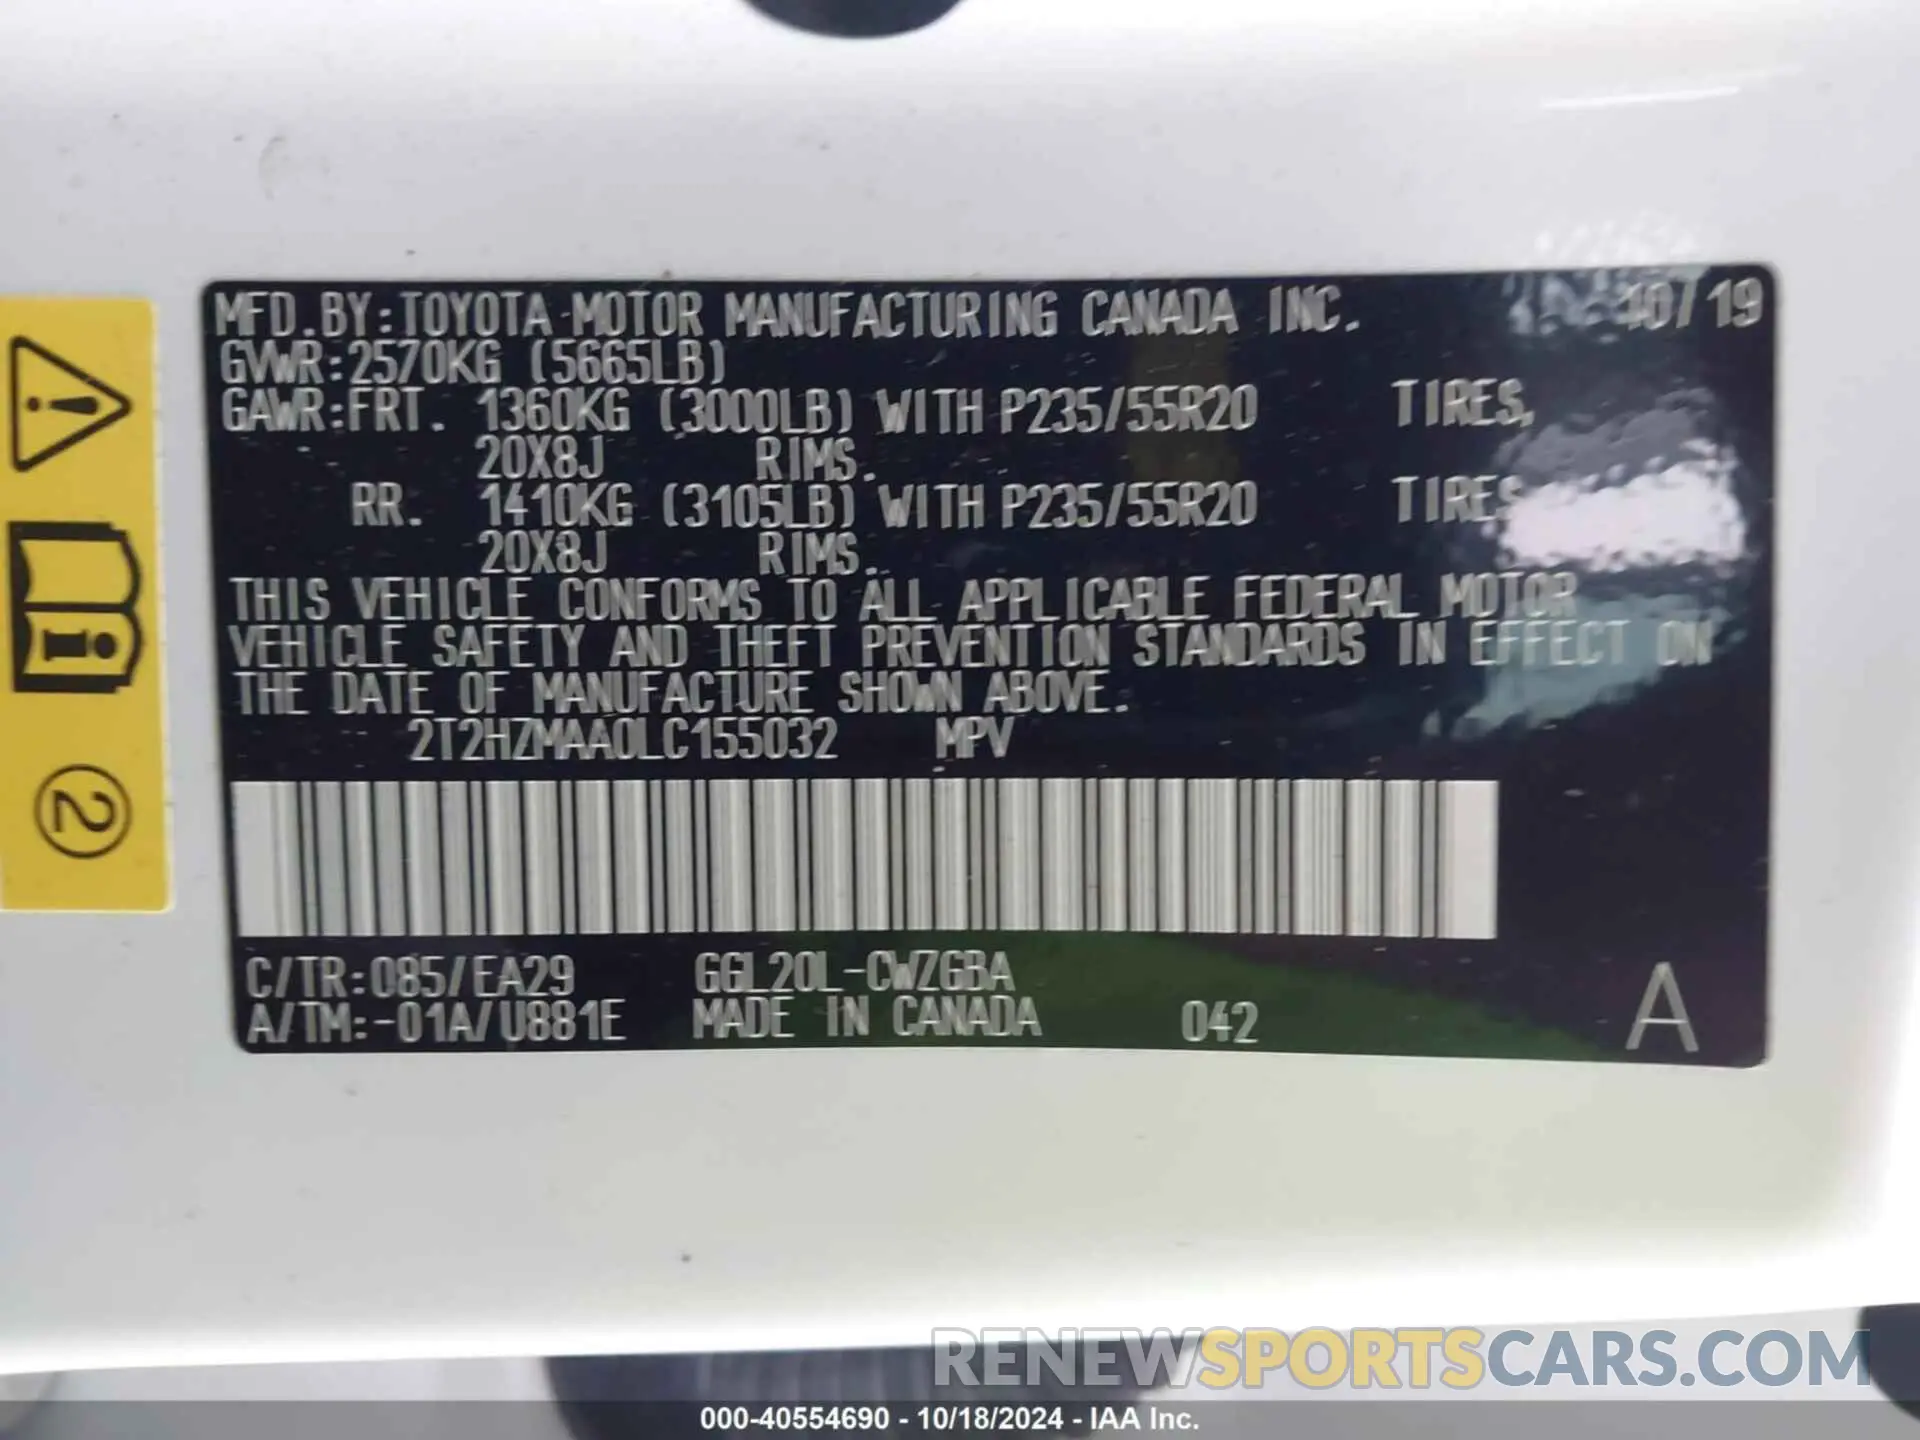 MFD.BY:TOYOTA MOTOR MANUFACTURING CANADA INC. 10/19
GVWR:2570KG (5665LB)
GAWR:FRT. 1360KG (3000LB) WITH P235/55R20 TIRES,
20X8J RIMS.
RR. 1410KG (3105LB) WITH P235/55R20 TIRES
20X8J RIMS.
THIS VEHICLE CONFORMS TO ALL APPLICABLE FEDERAL MOTOR
VEHICLE SAFETY AND THEFT PREVENTION STANDARDS IN EFFECT ON
THE DATE OF MANUFACTURE SHOWN ABOVE.
2T2HZMAA0LC155032 MPV
C/TR:085/EA29 GGL20L-CWZGBA
A/TM:-01A/U881E MADE IN CANADA 042 A
2
RENEWSPORTSCARS.COM
000-40554690 - 10/18/2024 - IAA Inc.